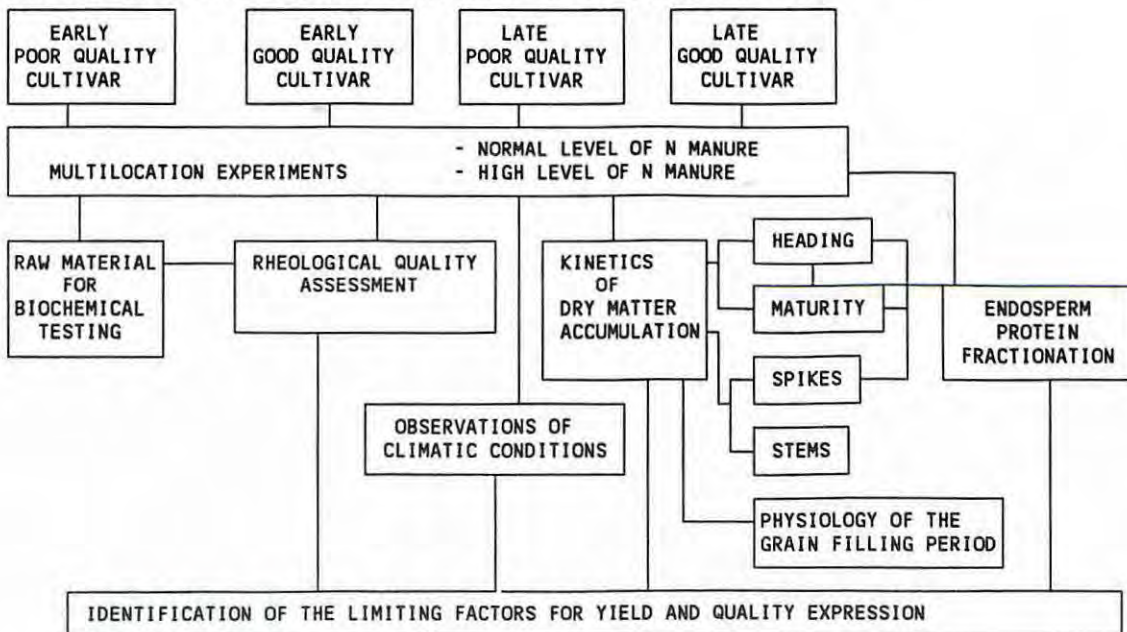 EARLY
POOR QUALITY
CULTIVAR
EARLY
GOOD QUALITY
CULTIVAR
LATE
POOR QUALITY
CULTIVAR
LATE
GOOD QUALITY
CULTIVAR
MULTILOCATION EXPERIMENTS
- NORMAL LEVEL OF N MANURE
- HIGH LEVEL OF N MANURE
RAW MATERIAL
FOR
BIOCHEMICAL
TESTING
RHEOLOGICAL QUALITY
ASSESSMENT
KINETICS
OF
DRY MATTER
ACCUMULATION
HEADING
MATURITY
SPIKES
STEMS
ENDOSPERM
PROTEIN
FRACTIONATION
OBSERVATIONS OF
CLIMATIC CONDITIONS
PHYSIOLOGY OF THE
GRAIN FILLING PERIOD
IDENTIFICATION OF THE LIMITING FACTORS FOR YIELD AND QUALITY EXPRESSION